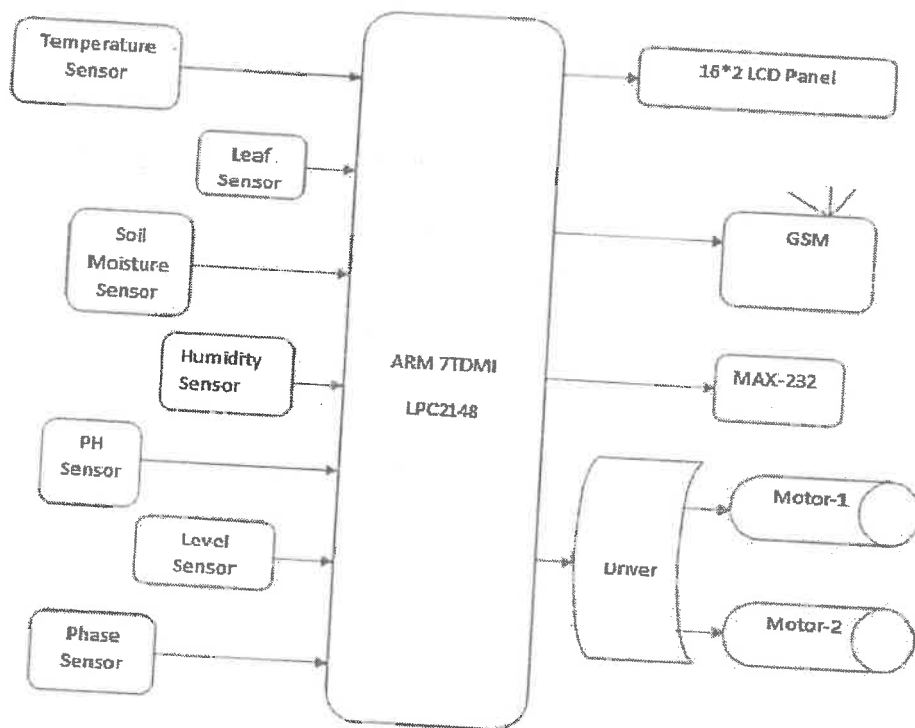 Temperature
Sensor
Leaf
Sensor
Soil
Moisture
Sensor
Humidity
Sensor
PH
Sensor
Level
Sensor
Phase
Sensor
ARM 7TDMI
LPC2148
16*2 LCD Panel
GSM
MAX-232
Driver
Motor-1
Motor-2